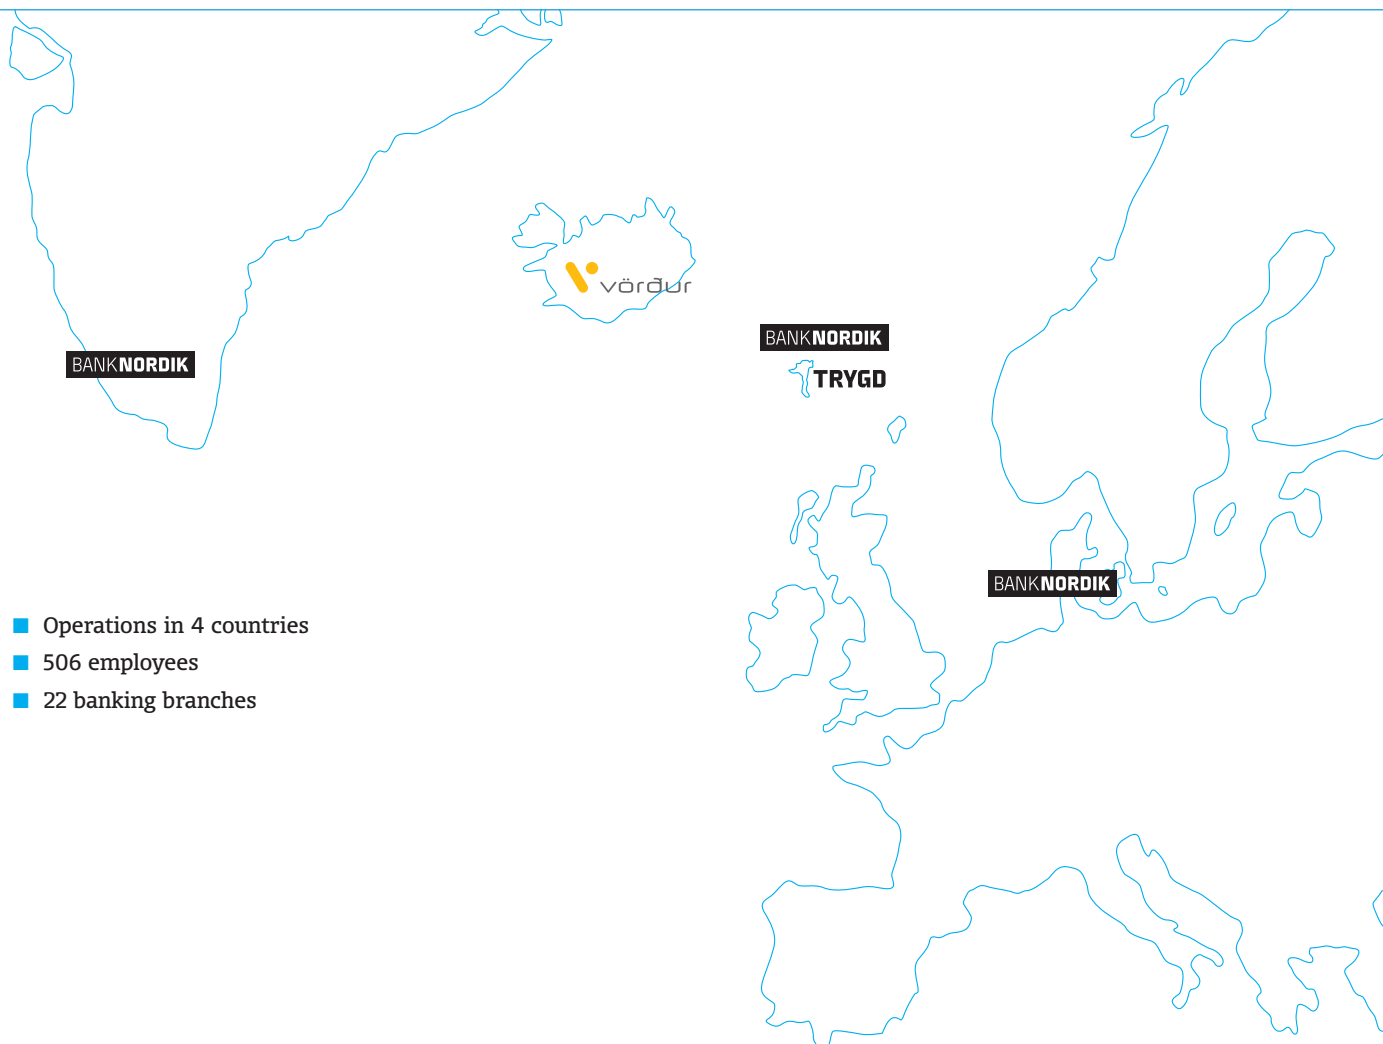 vörður
BANKNORDIK
TRYGD
BANKNORDIK
BANKNORDIK
Operations in 4 countries
506 employees
22 banking branches